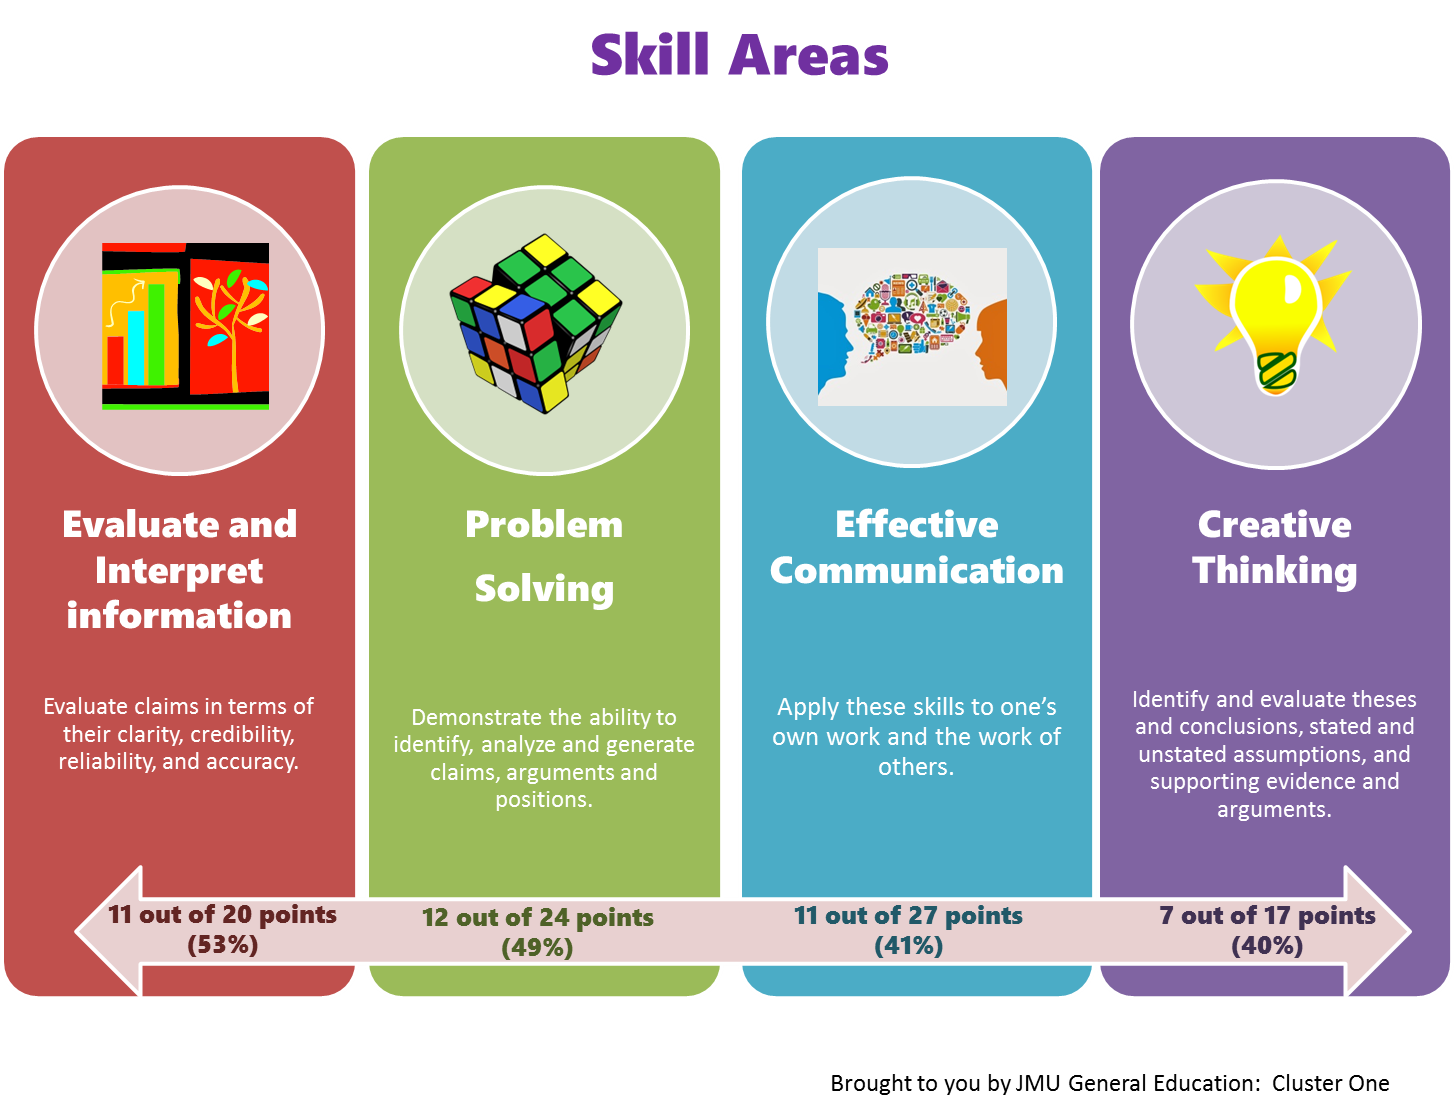 Skill Areas
Evaluate and
Interpret
information
Evaluate claims in terms of
their clarity, credibility,
reliability, and accuracy.
11 out of 20 points
(53%)
Problem
Solving
Demonstrate the ability to
identify, analyze and generate
claims, arguments and
positions.
12 out of 24 points
(49%)
Effective
Communication
Apply these skills to one’s
own work and the work of
others.
11 out of 27 points
(41%)
Creative
Thinking
Identify and evaluate theses
and conclusions, stated and
unstated assumptions, and
supporting evidence and
arguments.
7 out of 17 points
(40%)
Brought to you by JMU General Education:  Cluster One